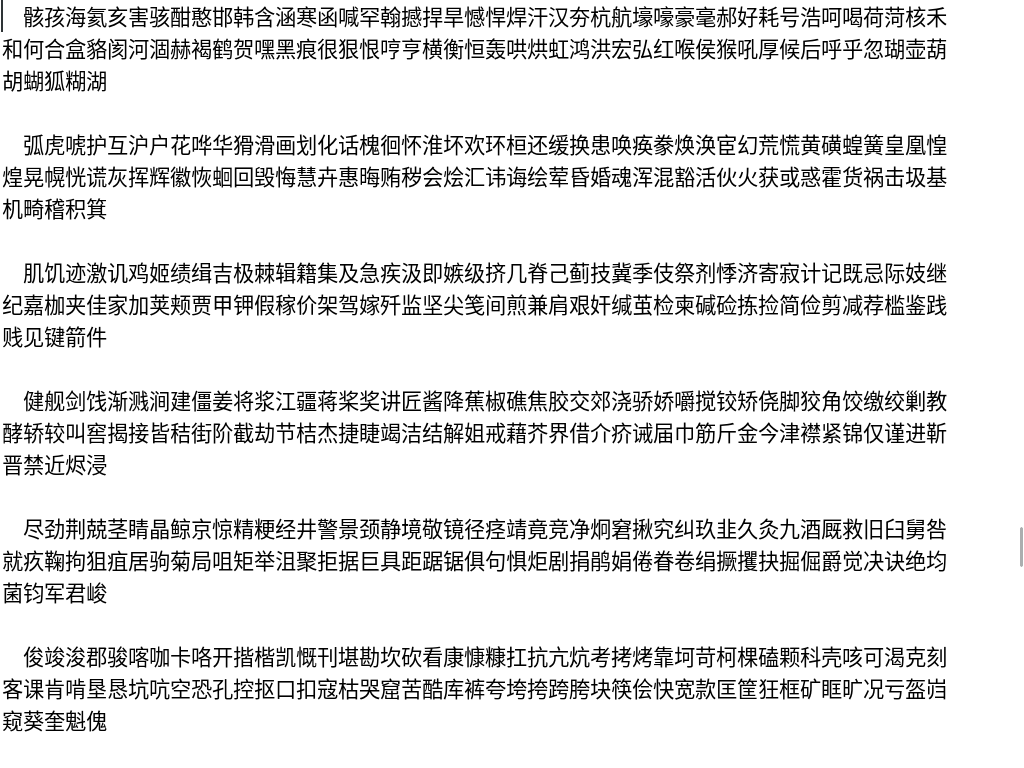 骸孩海氦亥害骇酣憨邯韩含涵寒函喊罕翰撼捍旱憾悍焊汗汉夯杭航壕嚎豪毫郝好耗号浩呵喝荷菏核禾
和何合盒貉阂河涸赫褐鹤贺嘿黑痕很狠恨哼亨横衡恒轰哄烘虹鸿洪宏弘红喉侯猴吼厚候后呼乎忽瑚壶葫
胡蝴狐糊湖
弧虎唬护互沪户花哗华猾滑画划化话槐徊怀淮坏欢环桓还缓换患唤痪豢焕涣宦幻荒慌黄磺蝗簧皇凰惶
煌晃幌恍谎灰挥辉徽恢蛔回毁悔慧卉惠晦贿秽会烩汇讳诲绘荤昏婚魂浑混豁活伙火获或惑霍货祸击圾基
机畸稽积箕
肌饥迹激讥鸡姬绩缉吉极棘辑籍集及急疾汲即嫉级挤几脊己蓟技冀季伎祭剂悸济寄寂计记既忌际妓继
纪嘉枷夹佳家加荚颊贾甲钾假稼价架驾嫁歼监坚尖笺间煎兼肩艰奸缄茧检柬碱硷拣捡简俭剪减荐槛鉴践
贱见键箭件
健舰剑饯渐溅涧建僵姜将浆江疆蒋桨奖讲匠酱降蕉椒礁焦胶交郊浇骄娇嚼搅铰矫侥脚狡角饺缴绞剿教
酵轿较叫窖揭接皆秸街阶截劫节桔杰捷睫竭洁结解姐戒藉芥界借介疥诫届巾筋斤金今津襟紧锦仅谨进靳
晋禁近烬浸
尽劲荆兢茎睛晶鲸京惊精粳经井警景颈静境敬镜径痉靖竟竞净炯窘揪究纠玖韭久灸九酒厩救旧臼舅咎
就疚鞠拘狙疽居驹菊局咀矩举沮聚拒据巨具距踞锯俱句惧炬剧捐鹃娟倦眷卷绢撅攫抉掘倔爵觉决诀绝均
菌钧军君峻
俊竣浚郡骏喀咖卡咯开揩楷凯慨刊堪勘坎砍看康慷糠扛抗亢炕考拷烤靠坷苛柯棵磕颗科壳咳可渴克刻
客课肯啃垦恳坑吭空恐孔控抠口扣寇枯哭窟苦酷库裤夸垮挎跨胯块筷侩快宽款匡筐狂框矿眶旷况亏盔岿
窥葵奎魁傀